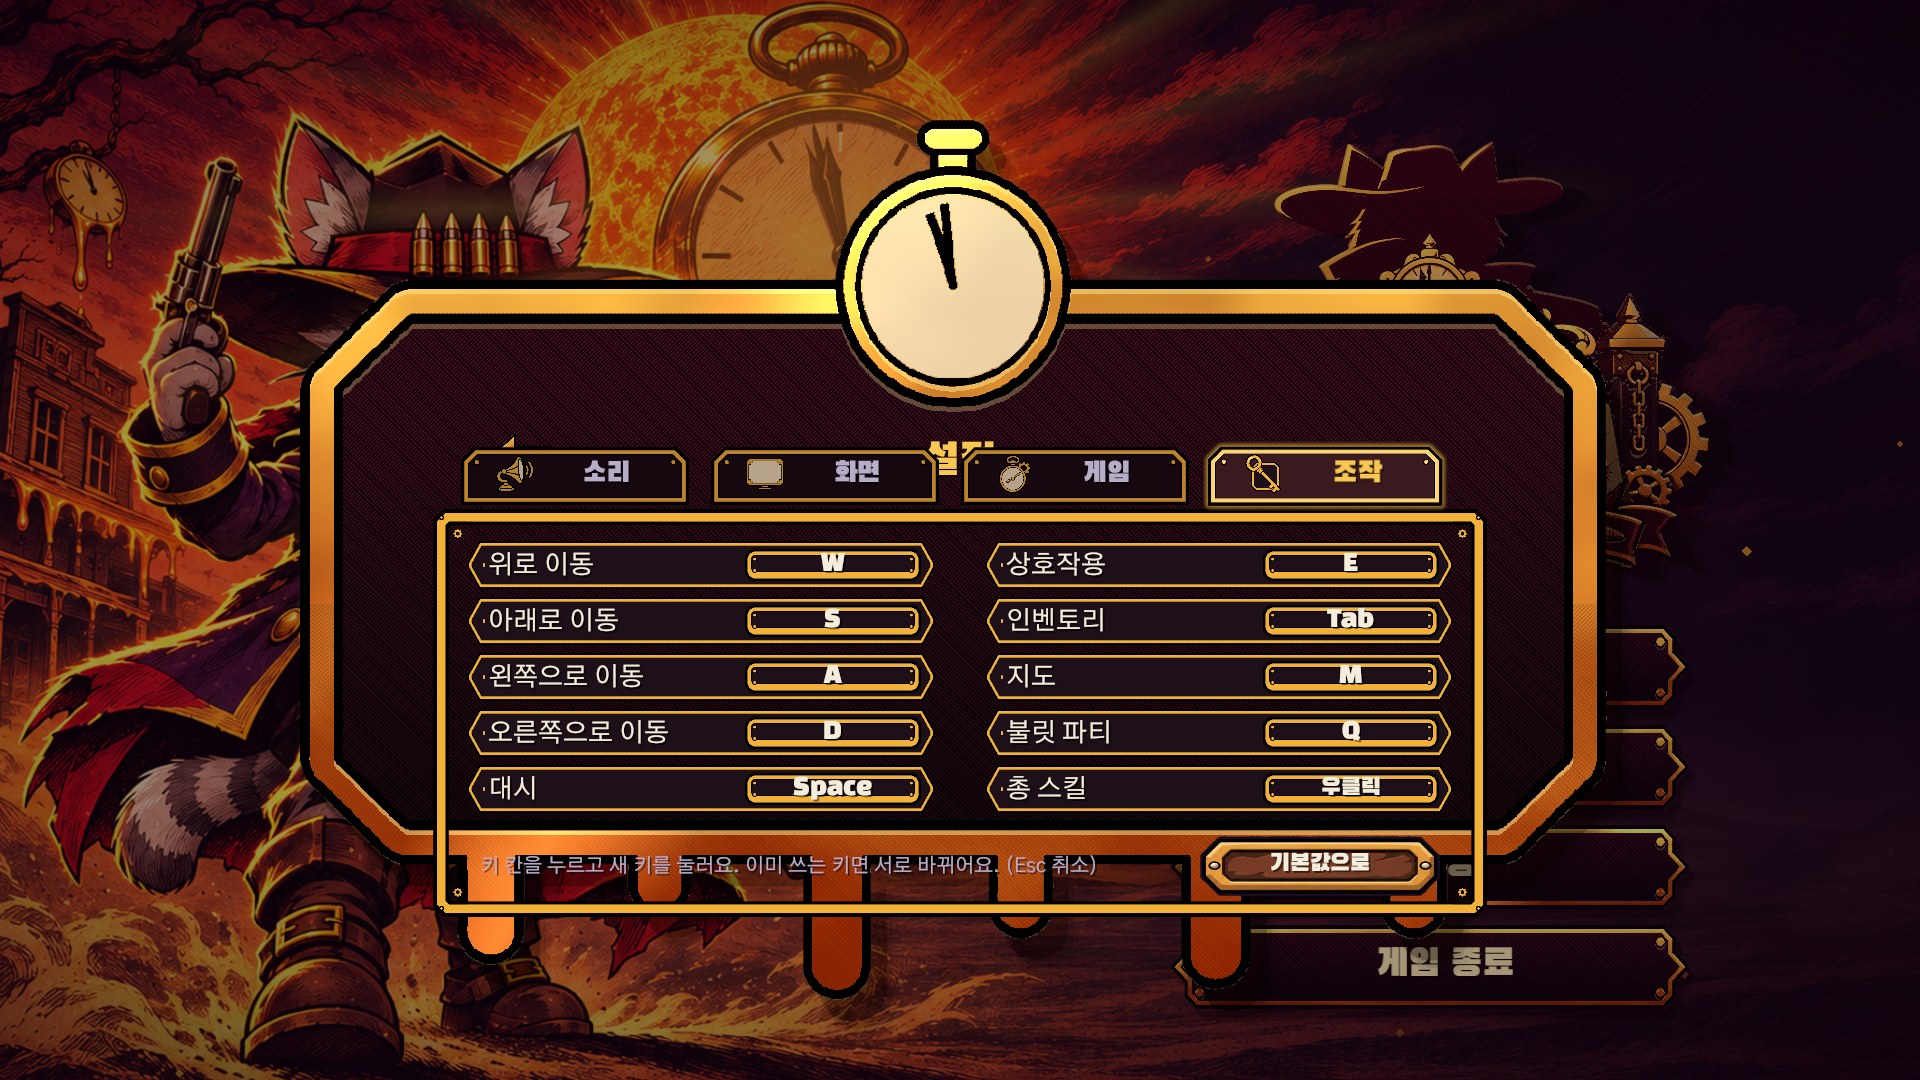 소리
화면
게임
조작
위로 이동 W
아래로 이동 S
왼쪽으로 이동 A
오른쪽으로 이동 D
대시 Space
상호작용 E
인벤토리 Tab
지도 M
불릿 파티 Q
총 스킬 우클릭
키 칸을 누르고 새 키를 눌러요. 이미 쓰는 키면 서로 바뀌어요. (Esc 취소)
기본값으로
게임 종료